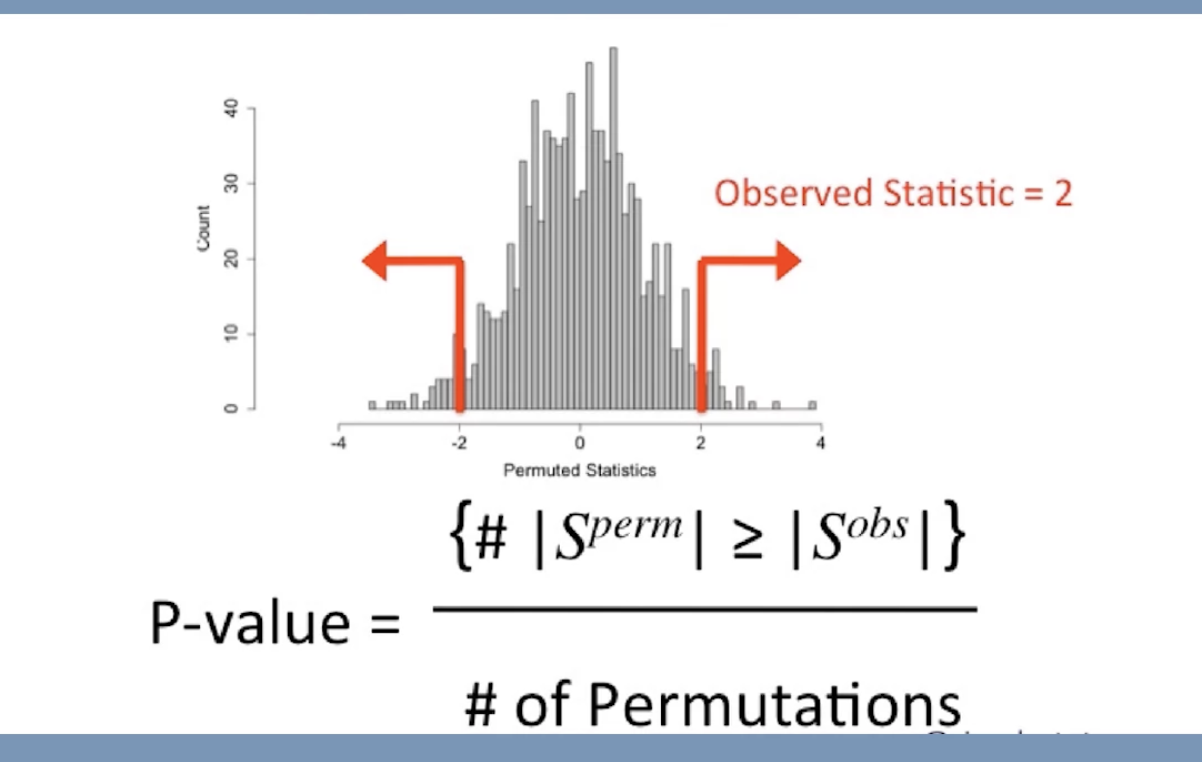 40
30
20
10
0
Count
Observed Statistic = 2
-4 -2 0 2 4
Permuted Statistics
{# |S^perm| ≥ |S^obs|}
P-value =
# of Permutations